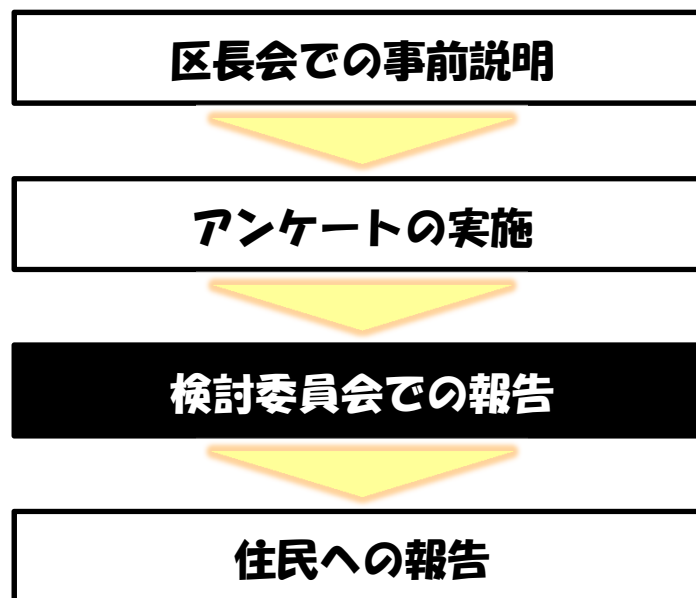 区長会での事前説明
アンケートの実施
検討委員会での報告
住民への報告